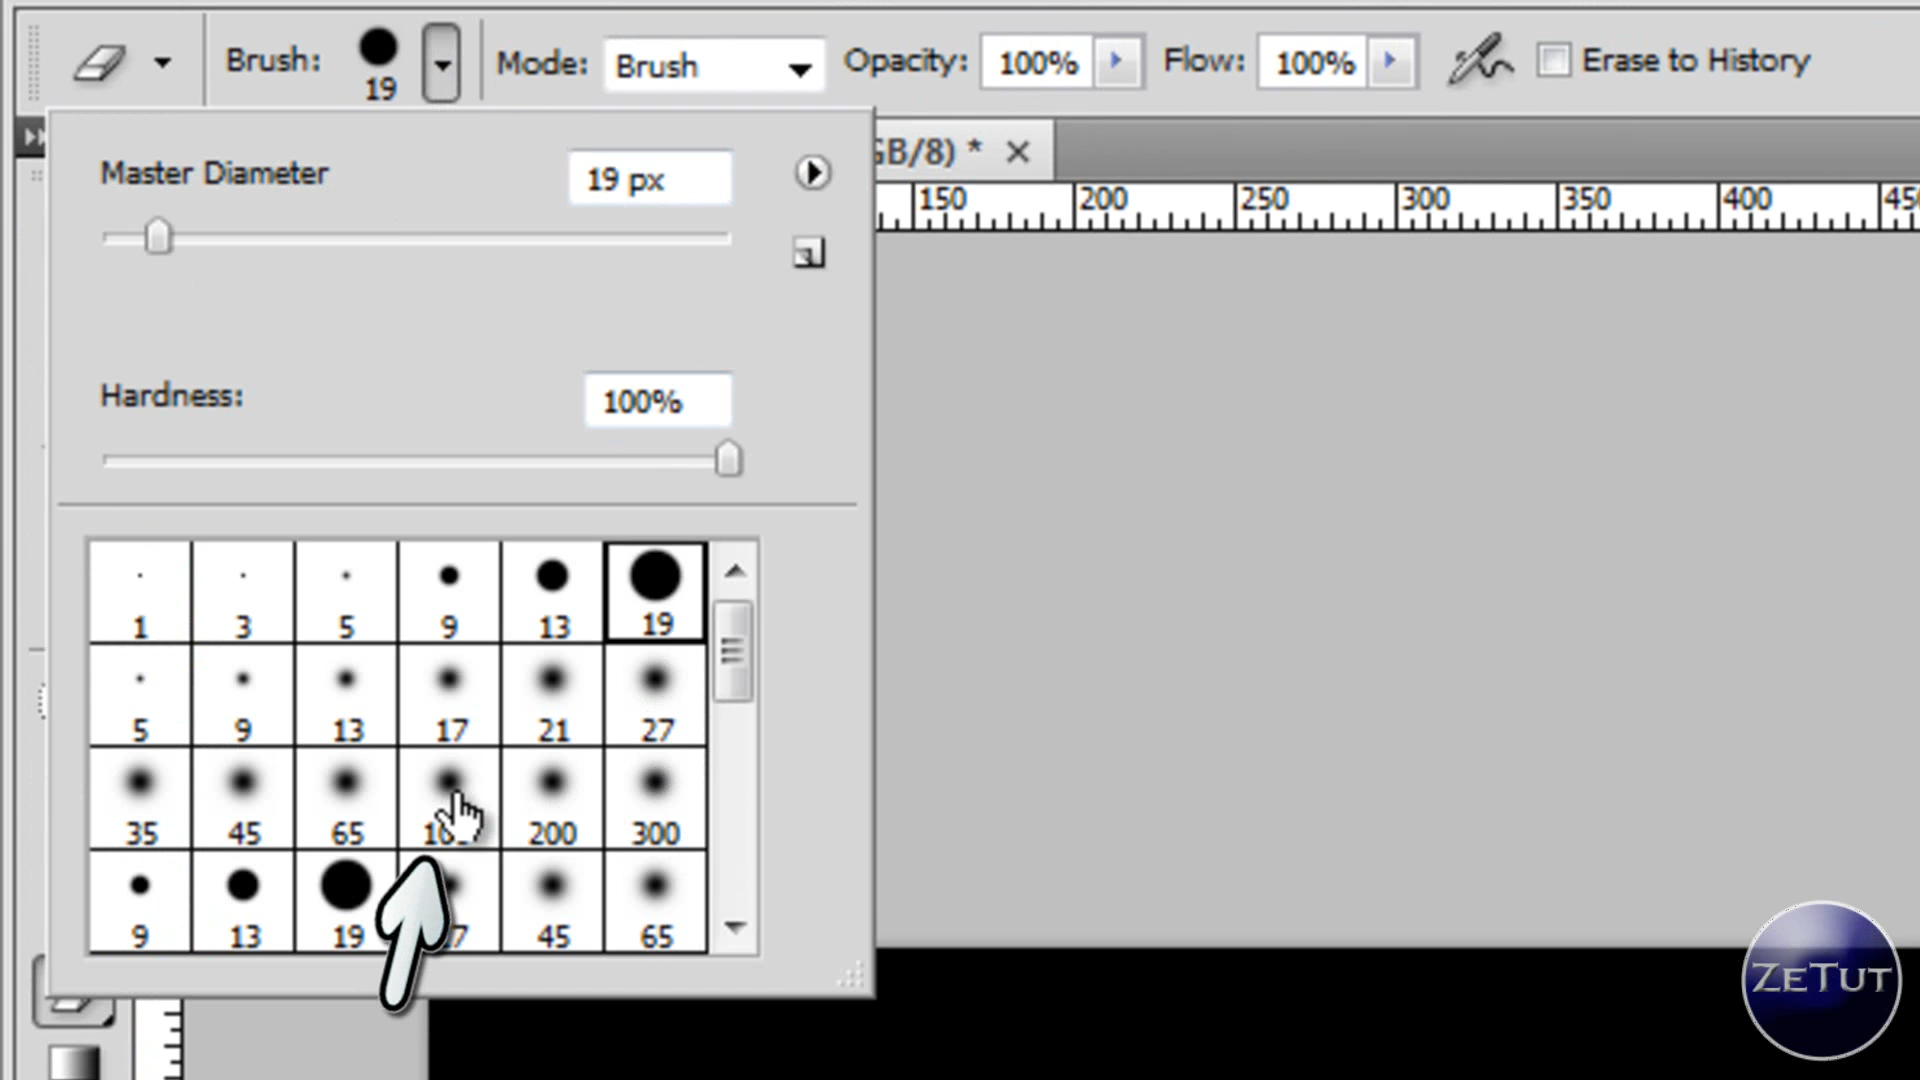 Brush: 19 Mode: Brush Opacity: 100% Flow: 100% Erase to History
Master Diameter 19 px
GB/8) * ×
150 200 250 300 350 400 450
Hardness: 100%
1 3 5 9 13 19
5 9 13 17 21 27
35 45 65 200 300
9 13 19 45 65
ZeTut